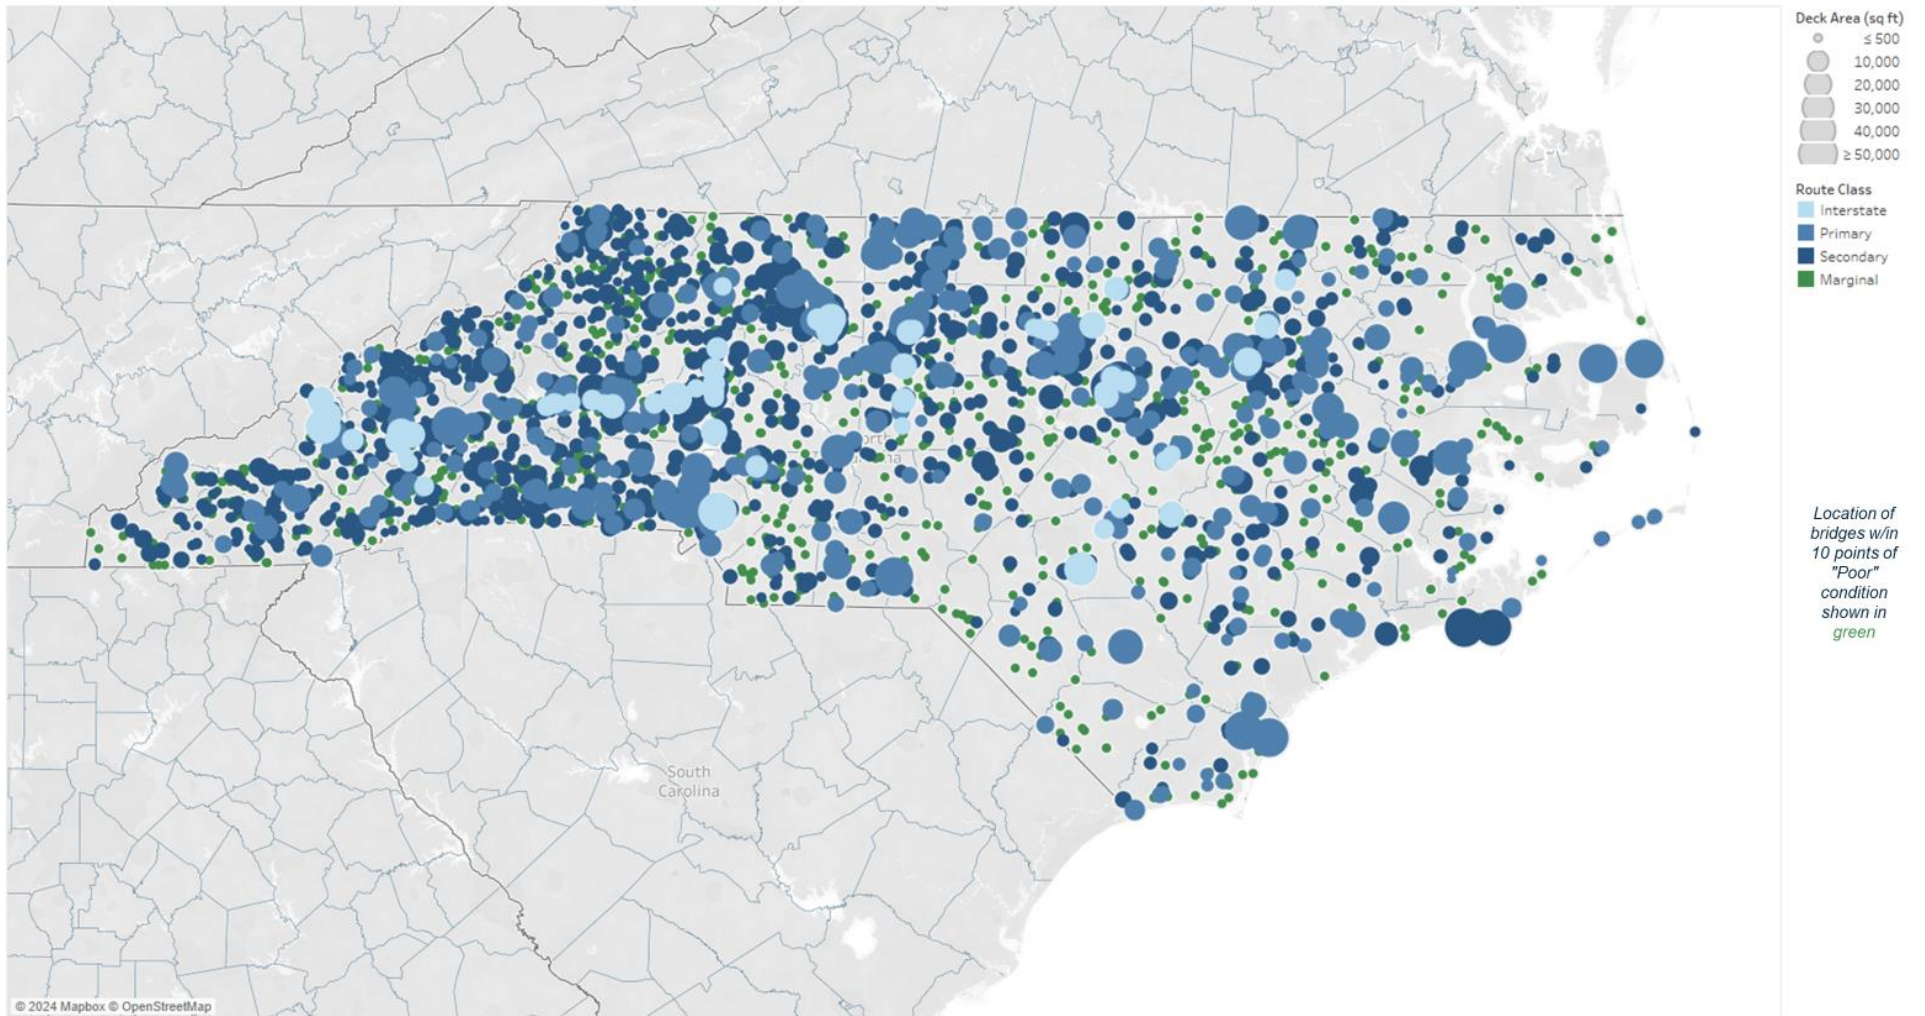 Deck Area (sq ft)
≤ 500
10,000
20,000
30,000
40,000
≥ 50,000
Route Class
Interstate
Primary
Secondary
Marginal
Location of
bridges w/in
10 points of
"Poor"
condition
shown in
green
South
Carolina
© 2024 Mapbox © OpenStreetMap